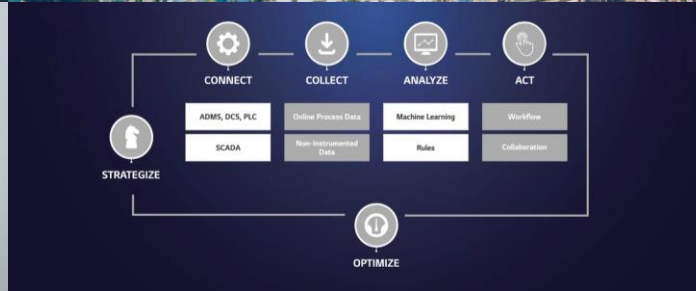 CONNECT
COLLECT
ANALYZE
ACT
ADMS, DCS, PLC
Online Process Data
Machine Learning
Workflow
SCADA
Non-Instrumented
Data
Rules
Collaboration
STRATEGIZE
OPTIMIZE